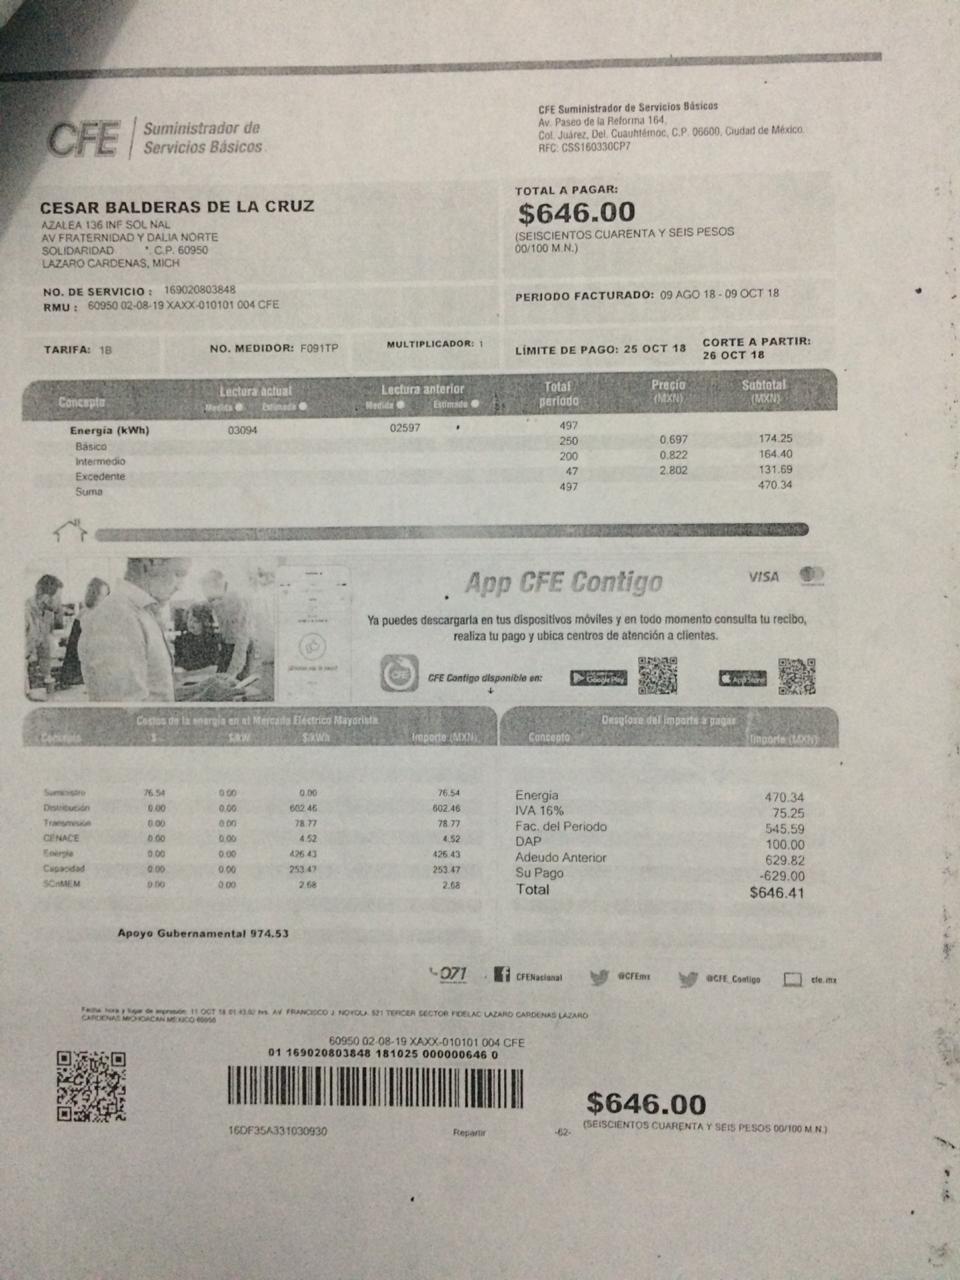 CFE Suministrador de
Servicios Básicos
CFE Suministrador de Servicios Básicos
Av. Paseo de la Reforma 164,
Col. Juárez, Del. Cuauhtémoc, C.P. 06600, Ciudad de México.
RFC: CSS160330CP7
CESAR BALDERAS DE LA CRUZ
AZALEA 136 INF SOL NAL
AV FRATERNIDAD Y DALIA NORTE
SOLIDARIDAD C.P. 60950
LAZARO CARDENAS, MICH
TOTAL A PAGAR:
$646.00
(SEISCIENTOS CUARENTA Y SEIS PESOS
00/100 M.N.)
NO. DE SERVICIO : 169020803848
RMU : 60950 02-08-19 XAXX-010101 004 CFE
PERIODO FACTURADO: 09 AGO 18 - 09 OCT 18
TARIFA: 1B NO. MEDIDOR: F091TP MULTIPLICADOR: 1 LÍMITE DE PAGO: 25 OCT 18 CORTE A PARTIR:
26 OCT 18
Concepto Lectura actual Lectura anterior Total periodo Precio (MXN) Subtotal (MXN)
Medida Estimada Medida Estimada
Energía (kWh) 03094 02597 497
Básico 250 0.697 174.25
Intermedio 200 0.822 164.40
Excedente 47 2.802 131.69
Suma 497 470.34
App CFE Contigo VISA
Ya puedes descargarla en tus dispositivos móviles y en todo momento consulta tu recibo,
realiza tu pago y ubica centros de atención a clientes.
CFE CFE Contigo disponible en: Google Play App Store
Costos de la energía en el Mercado Eléctrico Mayorista
Concepto $ $/kW $/kWh Importe (MXN)
Suministro 76.54 0.00 0.00 76.54
Distribución 0.00 0.00 602.46 602.46
Transmisión 0.00 0.00 78.77 78.77
CENACE 0.00 0.00 4.52 4.52
Energía 0.00 0.00 426.43 426.43
Capacidad 0.00 0.00 253.47 253.47
SCnMEM 0.00 0.00 2.68 2.68
Apoyo Gubernamental 974.53
Desglose del importe a pagar
Concepto Importe (MXN)
Energía 470.34
IVA 16% 75.25
Fac. del Periodo 545.59
DAP 100.00
Adeudo Anterior 629.82
Su Pago -629.00
Total $646.41
071 CFENacional @CFEmx @CFE_Contigo cfe.mx
Fecha, hora y lugar de impresión: 11 OCT 18 hrs. AV. FRANCISCO J. NOYOLA 521 TERCER SECTOR FIDELAC LAZARO CARDENAS LAZARO
CARDENAS MICHOACAN MEXICO 60950
60950 02-08-19 XAXX-010101 004 CFE
01 169020803848 181025 000000646 0
16DF35A331030930 Repartir -62-
$646.00
(SEISCIENTOS CUARENTA Y SEIS PESOS 00/100 M.N.)